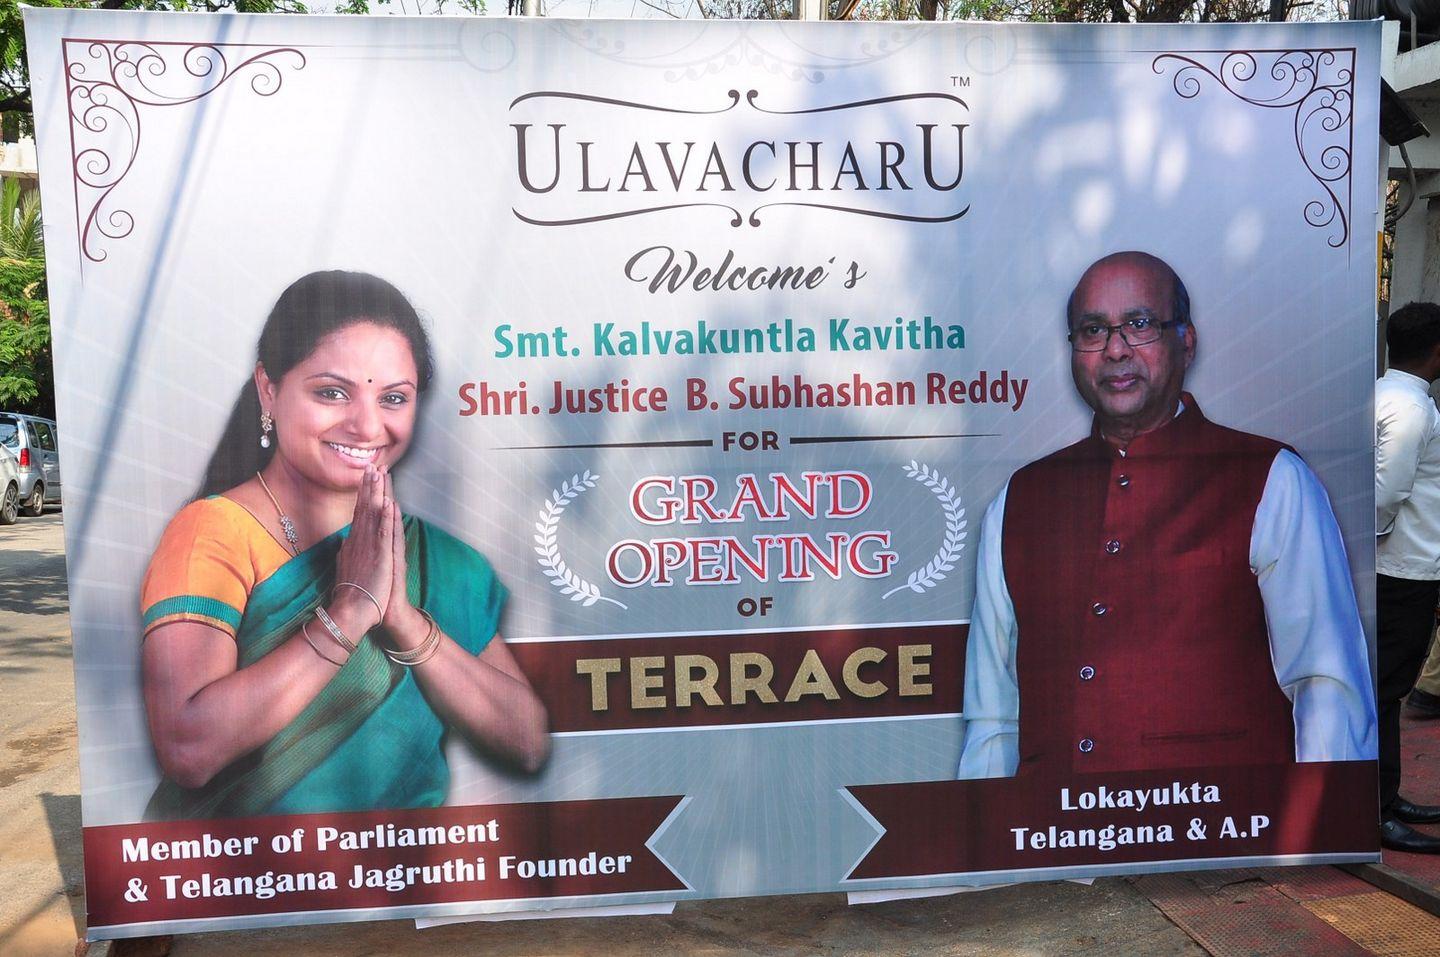 ULAVACHARU TM
Welcome's
Smt. Kalvakuntla Kavitha
Shri. Justice B. Subhashan Reddy
FOR
GRAND
OPENING
OF
TERRACE
Member of Parliament
& Telangana Jagruthi Founder
Lokayukta
Telangana & A.P